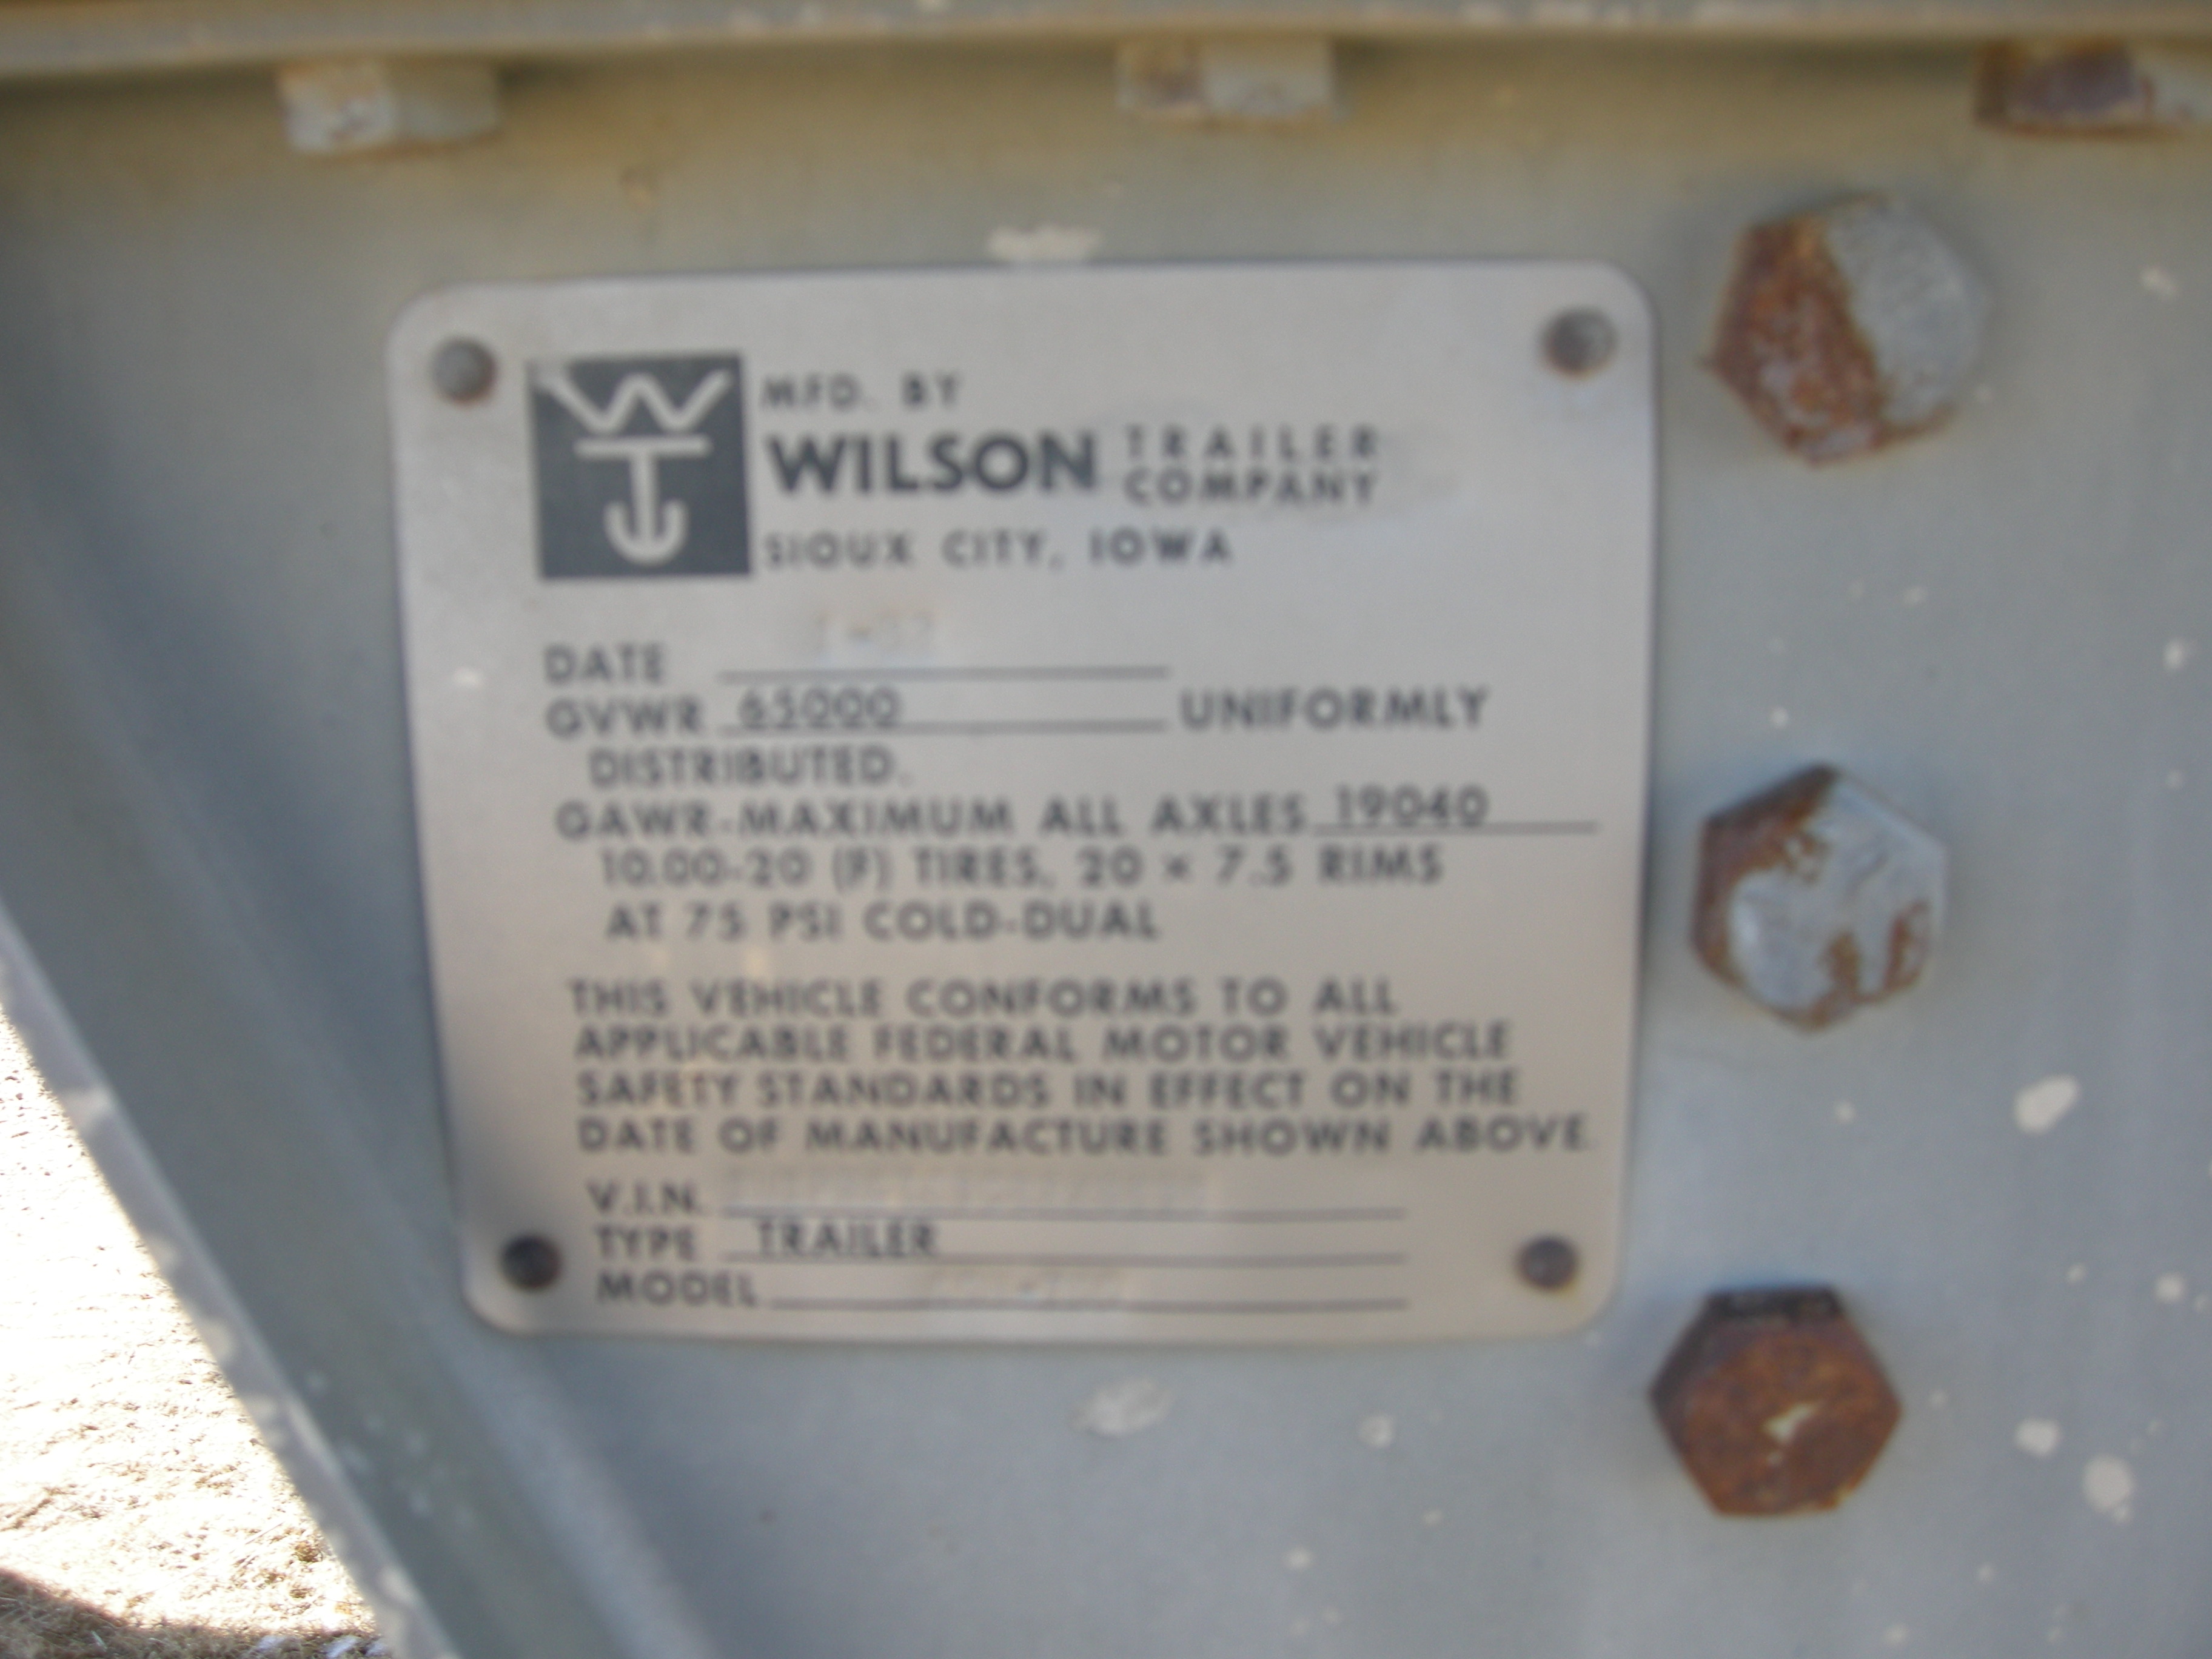 WT
MFD. BY
WILSON TRAILER COMPANY
SIOUX CITY, IOWA
DATE
GVWR 65000 UNIFORMLY
DISTRIBUTED.
GAWR-MAXIMUM ALL AXLES 19040
10.00-20 (F) TIRES, 20 × 7.5 RIMS
AT 75 PSI COLD-DUAL
THIS VEHICLE CONFORMS TO ALL
APPLICABLE FEDERAL MOTOR VEHICLE
SAFETY STANDARDS IN EFFECT ON THE
DATE OF MANUFACTURE SHOWN ABOVE.
V.I.N.
TYPE TRAILER
MODEL